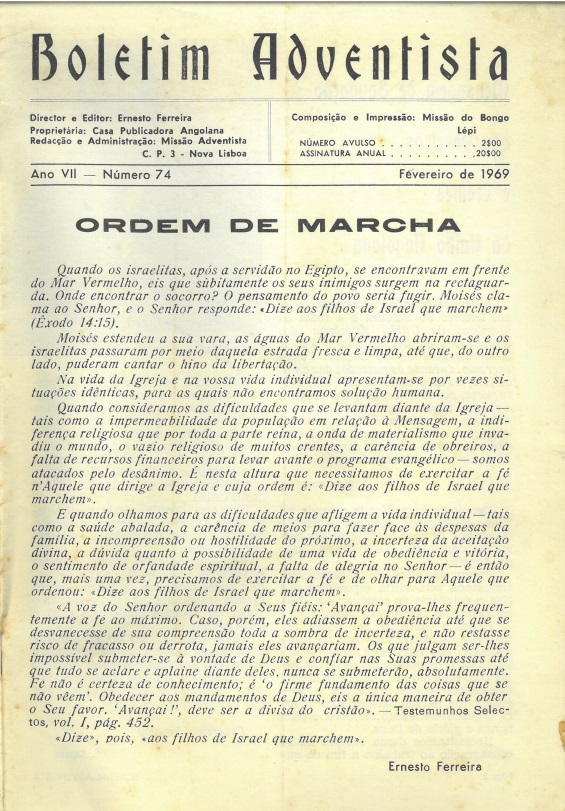 Boletim Adventista
Director e Editor: Ernesto Ferreira
Proprietária: Casa Publicadora Angolana
Redacção e Administração: Missão Adventista
C. P. 3 - Nova Lisboa
Composição e Impressão: Missão do Bongo
Lépi
NÚMERO AVULSO . . . . . . . . . . . 2$00
ASSINATURA ANUAL . . . . . . . . . ,20$00
Ano VII — Número 74
Fevereiro de 1969
ORDEM DE MARCHA
Quando os israelitas, após a servidão no Egipto, se encontravam em frente
do Mar Vermelho, eis que sùbitamente os seus inimigos surgem na rectaguar-
da. Onde encontrar o socorro? O pensamento do povo seria fugir. Moisés cla-
ma ao Senhor, e o Senhor responde: «Dize aos filhos de Israel que marchem»
(Êxodo 14:15).
Moisés estendeu a sua vara, as águas do Mar Vermelho abriram-se e os
israelitas passaram por meio daquela estrada fresca e limpa, até que, do outro
lado, puderam cantar o hino da libertação.
Na vida da Igreja e na vossa vida individual apresentam-se por vezes si-
tuações idênticas, para as quais não encontramos solução humana.
Quando consideramos as dificuldades que se levantam diante da Igreja —
tais como a impermeabilidade da população em relação à Mensagem, a indi-
ferença religiosa que por toda a parte reina, a onda de materialismo que inva-
diu o mundo, o vazio religioso de muitos crentes, a carência de obreiros, a
falta de recursos financeiros para levar avante o programa evangélico — somos
atacados pelo desânimo. É nesta altura que necessitamos de exercitar a fé
n'Aquele que dirige a Igreja e cuja ordem é: «Dize aos filhos de Israel que
marchem».
E quando olhamos para as dificuldades que afligem a vida individual — tais
como a saúde abalada, a carência de meios para fazer face às despesas da
família, a incompreensão ou hostilidade do próximo, a incerteza da aceitação
divina, a dúvida quanto à possibilidade de uma vida de obediência e vitória,
o sentimento de orfandade espiritual, a falta de alegria no Senhor — é então
que, mais uma vez, precisamos de exercitar a fé e de olhar para Aquele que
ordenou: «Dize aos filhos de Israel que marchem».
«A voz do Senhor ordenando a Seus fiéis: 'Avançai' prova-lhes frequen-
temente a fé ao máximo. Caso, porém, eles adiassem a obediência até que se
desvanecesse de sua compreensão toda a sombra de incerteza, e não restasse
risco de fracasso ou derrota, jamais eles avançariam. Os que julgam ser-lhes
impossível submeter-se à vontade de Deus e confiar nas Suas promessas até
que tudo se aclare e aplaine diante deles, nunca se submeterão, absolutamente.
Fé não é certeza de conhecimento; é 'o firme fundamento das coisas que se
não vêem'. Obedecer aos mandamentos de Deus, eis a única maneira de obter
o Seu favor. 'Avançai!', deve ser a divisa do cristão». — Testemunhos Selec-
tos, vol. I, pág. 452.
«Dize», pois, «aos filhos de Israel que marchem».
Ernesto Ferreira